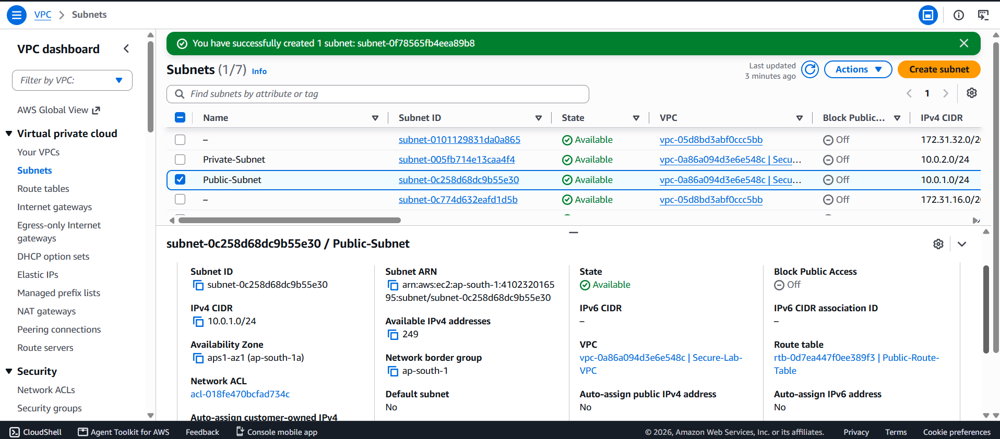 VPC > Subnets
VPC dashboard
Filter by VPC:
AWS Global View
Virtual private cloud
Your VPCs
Subnets
Route tables
Internet gateways
Egress-only Internet
gateways
DHCP option sets
Elastic IPs
Managed prefix lists
NAT gateways
Peering connections
Route servers
Security
Network ACLs
Security groups
You have successfully created 1 subnet: subnet-0f78565fb4eea89b8
Subnets (1/7) Info
Last updated
3 minutes ago
Actions
Create subnet
Find subnets by attribute or tag
1
Name Subnet ID State VPC Block Public... IPv4 CIDR
– subnet-0101129831da0a865 Available vpc-05d8bd3abf0ccc5bb Off 172.31.32.0/2
Private-Subnet subnet-005fb714e13caa4f4 Available vpc-0a86a094d3e6e548c | Secu... Off 10.0.2.0/24
Public-Subnet subnet-0c258d68dc9b55e30 Available vpc-0a86a094d3e6e548c | Secu... Off 10.0.1.0/24
– subnet-0c774d632eafd1d5b Available vpc-05d8bd3abf0ccc5bb Off 172.31.16.0/2
subnet-0c258d68dc9b55e30 / Public-Subnet
Subnet ID
subnet-0c258d68dc9b55e30
IPv4 CIDR
10.0.1.0/24
Availability Zone
aps1-az1 (ap-south-1a)
Network ACL
acl-018fe470bcfad734c
Auto-assign customer-owned IPv4
Subnet ARN
arn:aws:ec2:ap-south-1:4102320165
95:subnet/subnet-0c258d68dc9b55e30
Available IPv4 addresses
249
Network border group
ap-south-1
Default subnet
No
State
Available
IPv6 CIDR
–
VPC
vpc-0a86a094d3e6e548c | Secure-Lab-
VPC
Auto-assign public IPv4 address
No
Block Public Access
Off
IPv6 CIDR association ID
–
Route table
rtb-0d7ea447f0ee389f3 | Public-Route-
Table
Auto-assign IPv6 address
No
CloudShell Agent Toolkit for AWS Feedback Console mobile app © 2026, Amazon Web Services, Inc. or its affiliates. Privacy Terms Cookie preferences